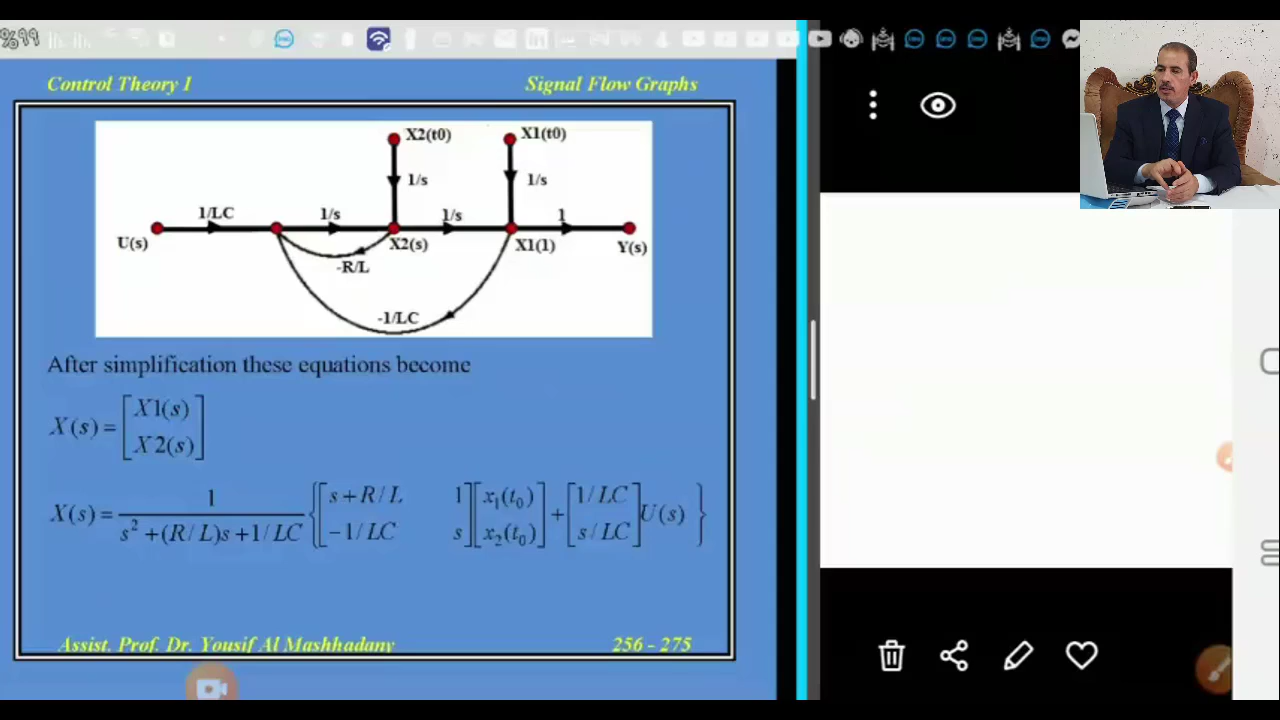 %99
Control Theory I Signal Flow Graphs
X2(t0) X1(t0)
1/s 1/s
1/LC 1/s 1/s 1
U(s) X2(s) X1(1) Y(s)
-R/L
-1/LC
After simplification these equations become
X(s) = [X1(s)
X2(s)]
X(s) = 1 / (s² + (R/L)s + 1/LC) {[s + R/L 1
-1/LC s] [x₁(t₀)
x₂(t₀)] + [1/LC
s/LC] U(s)}
Assist. Prof. Dr. Yousif Al Mashhadany 256 - 275